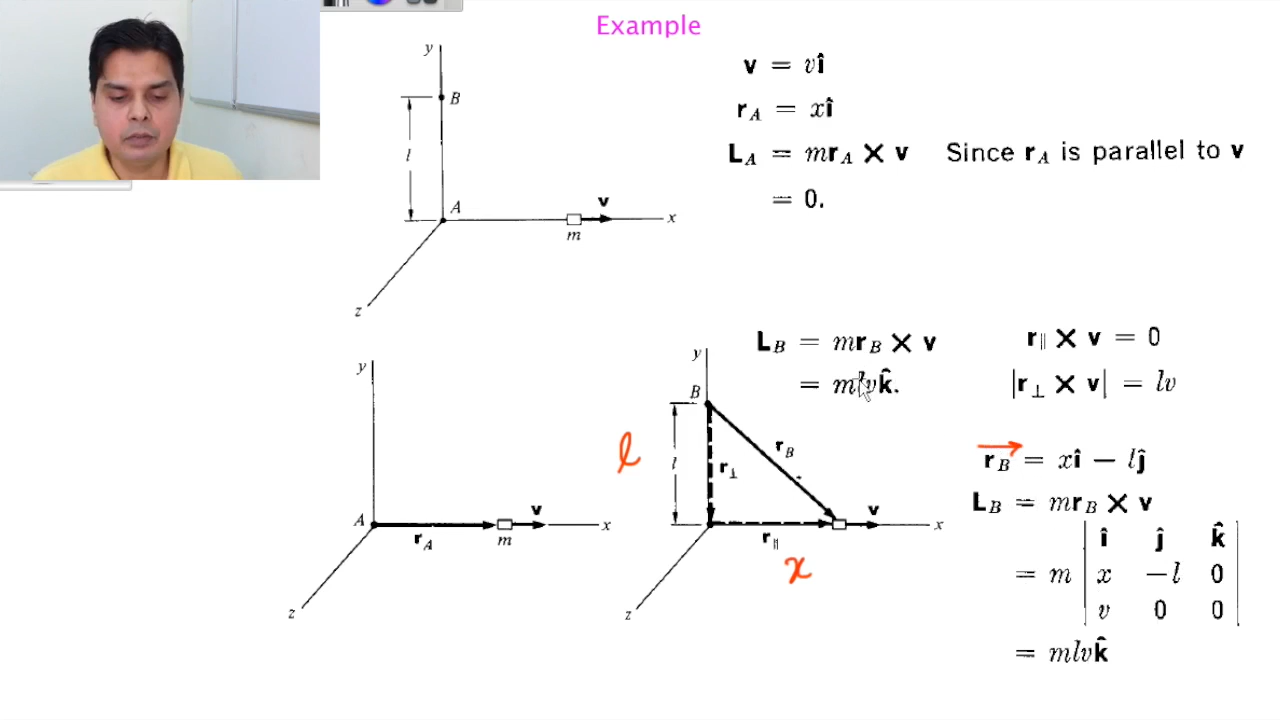 Example
y
B
l
A
v
x
m
z
v = vî
r_A = xî
L_A = mr_A × v Since r_A is parallel to v
= 0.
y
A
r_A
v
m
x
z
L_B = mr_B × v
= mlvk̂.
r_∥ × v = 0
|r_⊥ × v| = lv
y
B
l
l
r_⊥
r_B
v
x
r_∥
x
z
r_B = xî − lĵ
L_B = mr_B × v
= m | î ĵ k̂ |
| x −l 0 |
| v 0 0 |
= mlvk̂